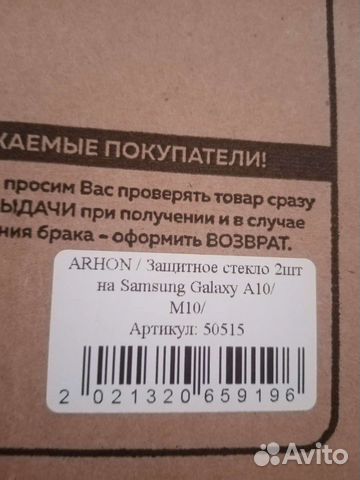 ЖАЕМЫЕ ПОКУПАТЕЛИ!
просим Вас проверять товар сразу
ЫДАЧИ при получении и в случае
ния брака - оформить ВОЗВРАТ.
ARHON / Защитное стекло 2шт
на Samsung Galaxy A10/
M10/
Артикул: 50515
2 021320 659196
Avito